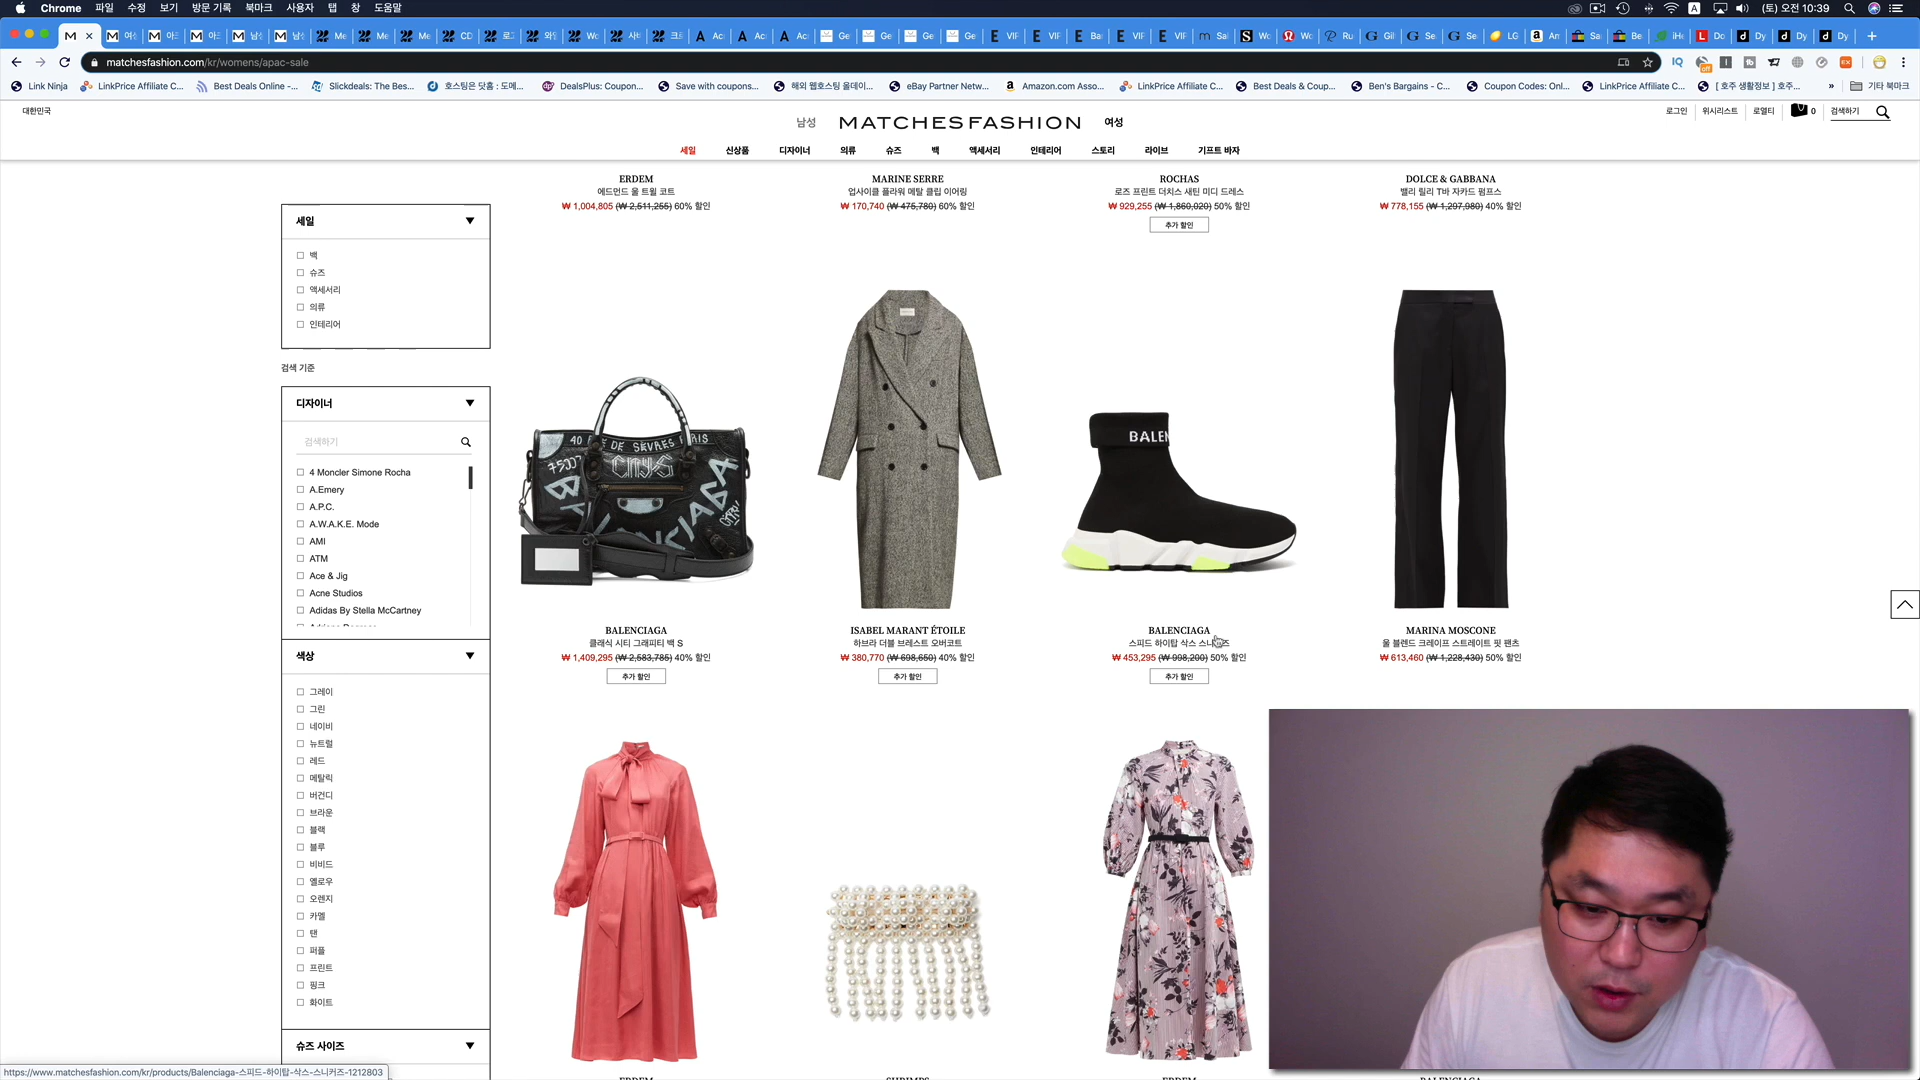 Chrome 파일 수정 보기 방문 기록 북마크 사용자 탭 창 도움말
(토) 오전 10:39
matchesfashion.com/kr/womens/apac-sale
Link Ninja LinkPrice Affiliate C... Best Deals Online -... Slickdeals: The Bes... 호스팅은 닷홈 : 도메... DealsPlus: Coupon... Save with coupons... 해외 웹호스팅 올데이... eBay Partner Netw... Amazon.com Asso... LinkPrice Affiliate C... Best Deals & Coup... Ben's Bargains - C... Coupon Codes: Onl... LinkPrice Affiliate C... [ 호주 생활정보 ] 호주... » 기타 북마크
대한민국
남성 MATCHESFASHION 여성
로그인 위시리스트 로열티 0 검색하기
세일 신상품 디자이너 의류 슈즈 백 액세서리 인테리어 스토리 라이브 기프트 바자
ERDEM
에드먼드 울 트윌 코트
₩ 1,004,805 (₩ 2,511,255) 60% 할인
MARINE SERRE
업사이클 플라워 메탈 클립 이어링
₩ 170,740 (₩ 475,780) 60% 할인
ROCHAS
로즈 프린트 더치스 새틴 미디 드레스
₩ 929,255 (₩ 1,860,020) 50% 할인
추가 할인
DOLCE & GABBANA
밸리 릴리 T바 자카드 펌프스
₩ 778,155 (₩ 1,297,980) 40% 할인
세일
백
슈즈
액세서리
의류
인테리어
검색 기준
디자이너
검색하기
4 Moncler Simone Rocha
A.Emery
A.P.C.
A.W.A.K.E. Mode
AMI
ATM
Ace & Jig
Acne Studios
Adidas By Stella McCartney
색상
그레이
그린
네이비
뉴트럴
레드
메탈릭
버건디
브라운
블랙
블루
비비드
옐로우
오렌지
카멜
탠
퍼플
프린트
핑크
화이트
슈즈 사이즈
BALENCIAGA
클래식 시티 그래피티 백 S
₩ 1,409,295 (₩ 2,583,785) 40% 할인
추가 할인
ISABEL MARANT ÉTOILE
하브라 더블 브레스트 오버코트
₩ 380,770 (₩ 698,650) 40% 할인
추가 할인
BALEN
BALENCIAGA
스피드 하이탑 삭스 스니커즈
₩ 453,295 (₩ 998,200) 50% 할인
추가 할인
MARINA MOSCONE
울 블렌드 크레이프 스트레이트 핏 팬츠
₩ 613,460 (₩ 1,228,430) 50% 할인
ERDEM
SHRIMPS
ERDEM
BALENCIAGA
https://www.matchesfashion.com/kr/products/Balenciaga-스피드-하이탑-삭스-스니커즈-1212803